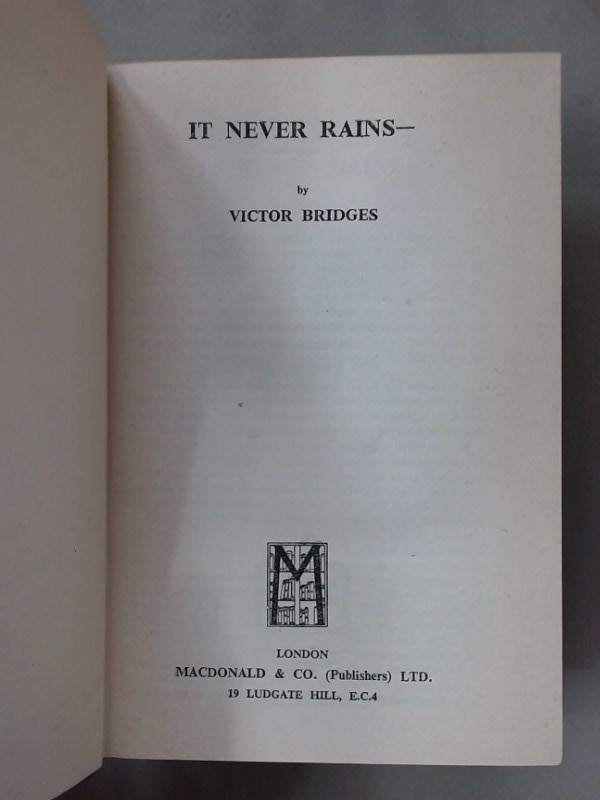 IT NEVER RAINS—
by
VICTOR BRIDGES
M
LONDON
MACDONALD & CO. (Publishers) LTD.
19 LUDGATE HILL, E.C.4